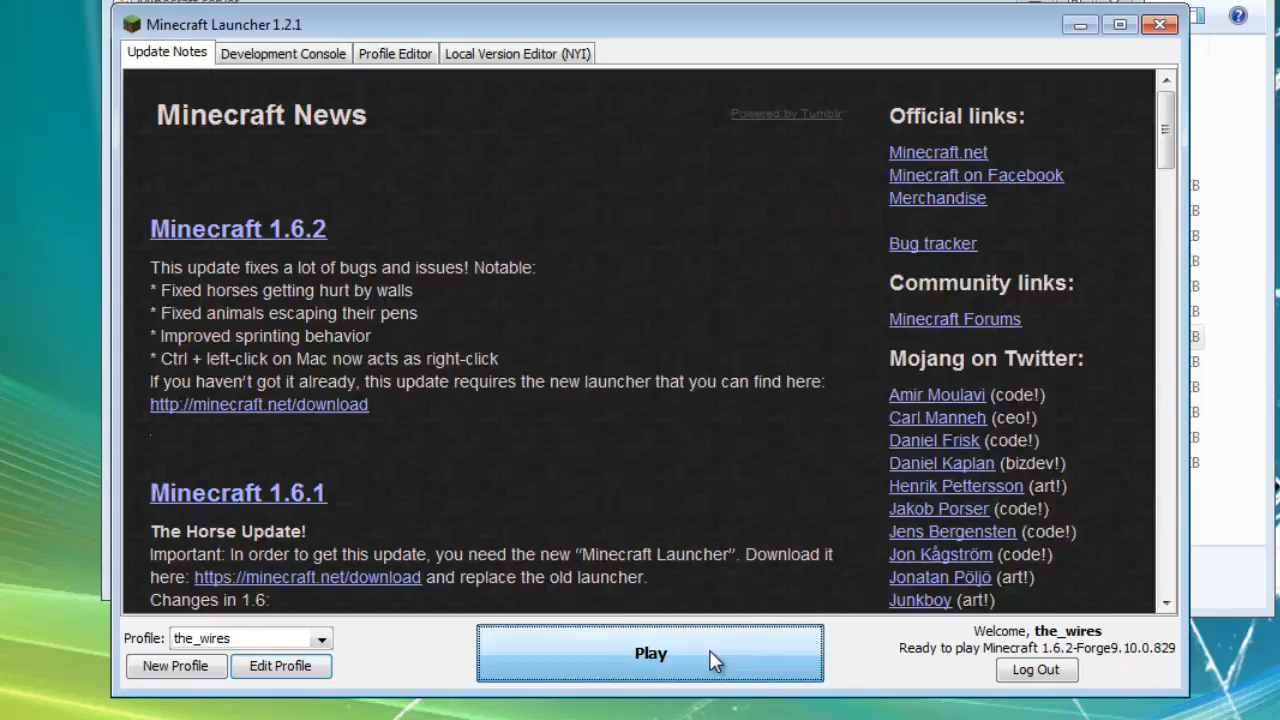 Minecraft Launcher 1.2.1
Update Notes
Development Console
Profile Editor
Local Version Editor (NYI)
Minecraft News
Powered by Tumblr
Minecraft 1.6.2
This update fixes a lot of bugs and issues! Notable:
* Fixed horses getting hurt by walls
* Fixed animals escaping their pens
* Improved sprinting behavior
* Ctrl + left-click on Mac now acts as right-click
If you haven't got it already, this update requires the new launcher that you can find here:
http://minecraft.net/download
Minecraft 1.6.1
The Horse Update!
Important: In order to get this update, you need the new “Minecraft Launcher”. Download it
here: https://minecraft.net/download and replace the old launcher.
Changes in 1.6:
Official links:
Minecraft.net
Minecraft on Facebook
Merchandise
Bug tracker
Community links:
Minecraft Forums
Mojang on Twitter:
Amir Moulavi (code!)
Carl Manneh (ceo!)
Daniel Frisk (code!)
Daniel Kaplan (bizdev!)
Henrik Pettersson (art!)
Jakob Porser (code!)
Jens Bergensten (code!)
Jon Kågström (code!)
Jonatan Pöljö (art!)
Junkboy (art!)
Profile: the_wires
New Profile
Edit Profile
Play
Welcome, the_wires
Ready to play Minecraft 1.6.2-Forge9.10.0.829
Log Out